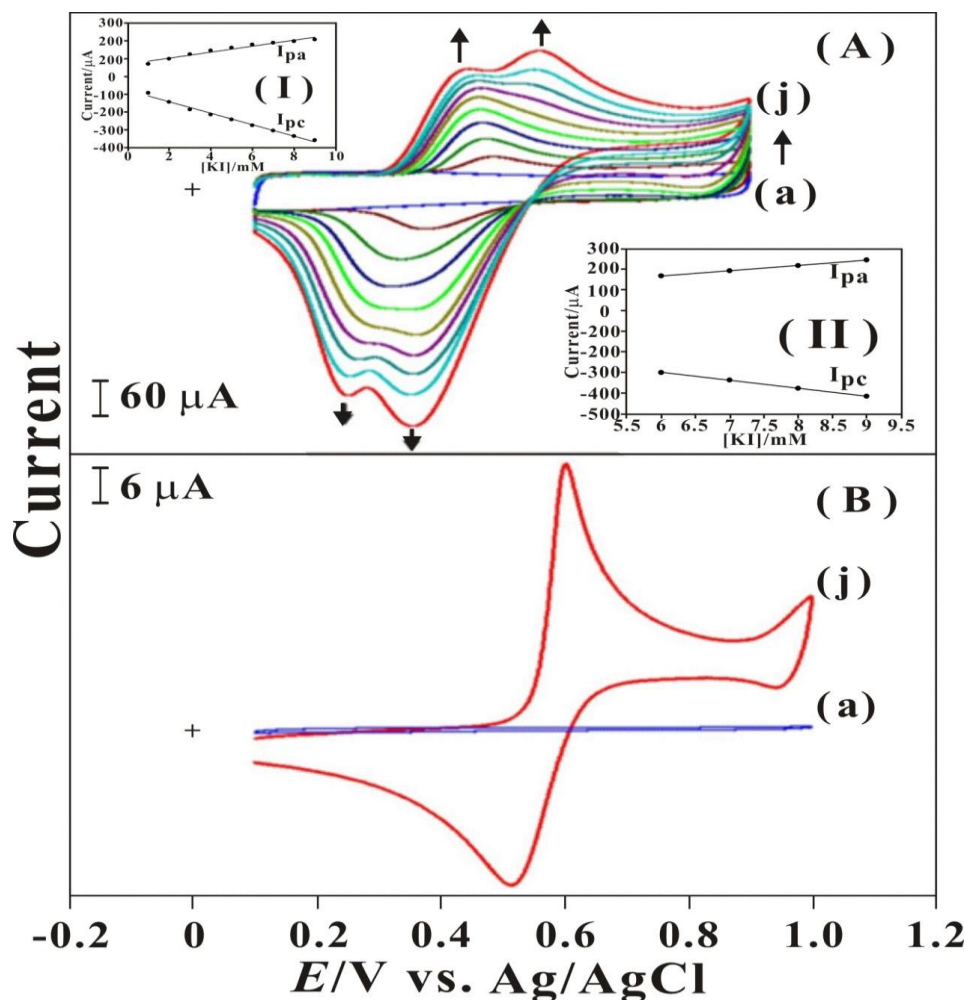 Current
(A)
Current/μA
300
200
100
0
-100
-200
-300
-400
0 2 4 6 8 10
[KI]/mM
Ipa
(I)
Ipc
(j)
+
(a)
Current/μA
300
200
100
0
-100
-200
-300
-400
-500
5.5 6 6.5 7 7.5 8 8.5 9 9.5
[KI]/mM
Ipa
(II)
Ipc
60 μA
6 μA
(B)
(j)
(a)
+
-0.2 0 0.2 0.4 0.6 0.8 1.0 1.2
E/V vs. Ag/AgCl